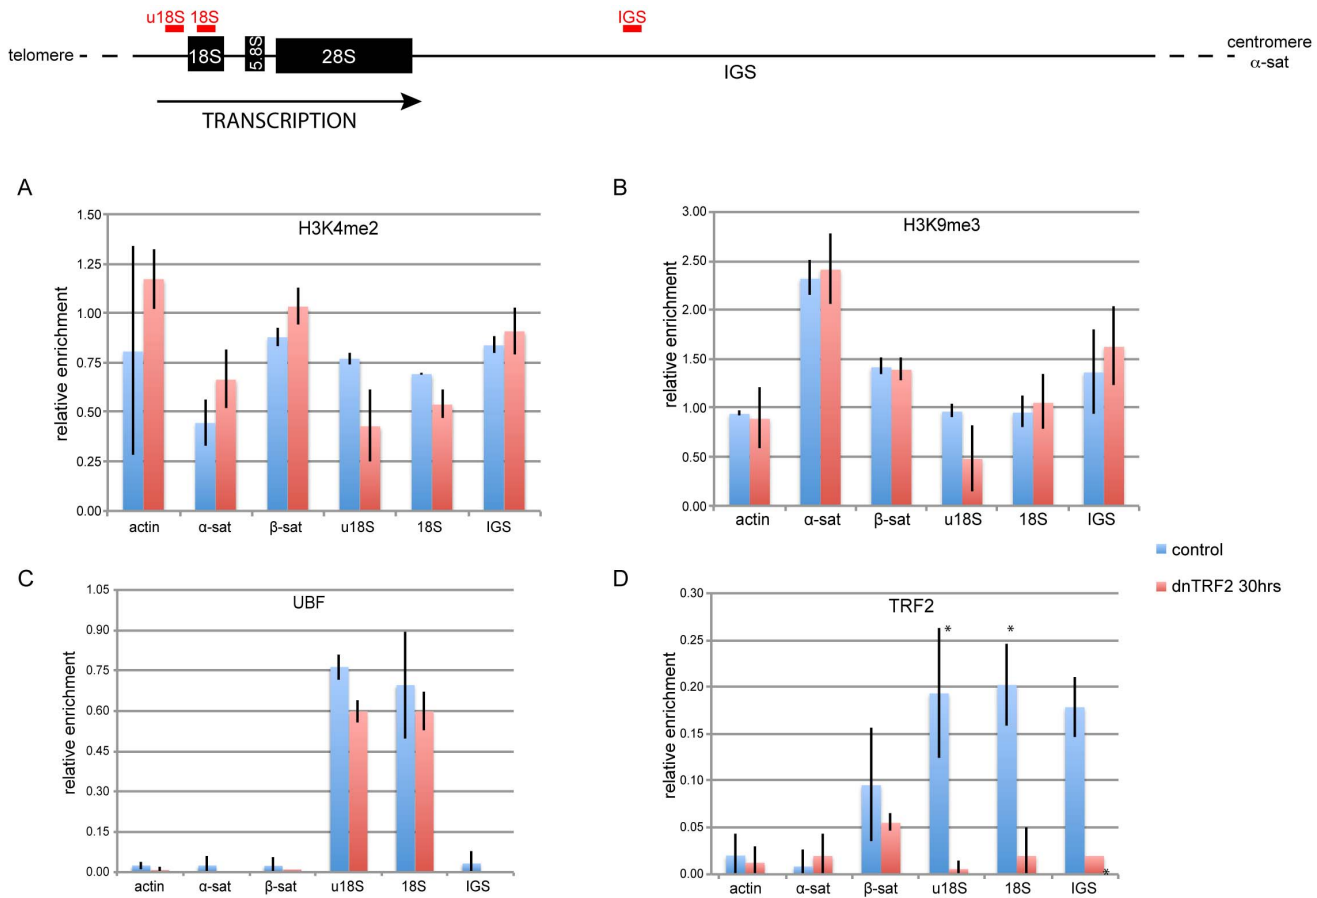 u18S 18S IGS
telomere 18S 5.8S 28S centromere
α-sat
IGS
TRANSCRIPTION
A
H3K4me2
relative enrichment
1.50
1.25
1.00
0.75
0.50
0.25
0.00
actin α-sat β-sat u18S 18S IGS
B
H3K9me3
relative enrichment
3.00
2.50
2.00
1.50
1.00
0.50
0.00
actin α-sat β-sat u18S 18S IGS
control
dnTRF2 30hrs
C
UBF
relative enrichment
1.05
0.90
0.75
0.60
0.45
0.30
0.15
0.00
actin α-sat β-sat u18S 18S IGS
D
TRF2
relative enrichment
0.30
0.25
0.20
0.15
0.10
0.05
0.00
* *
*
actin α-sat β-sat u18S 18S IGS